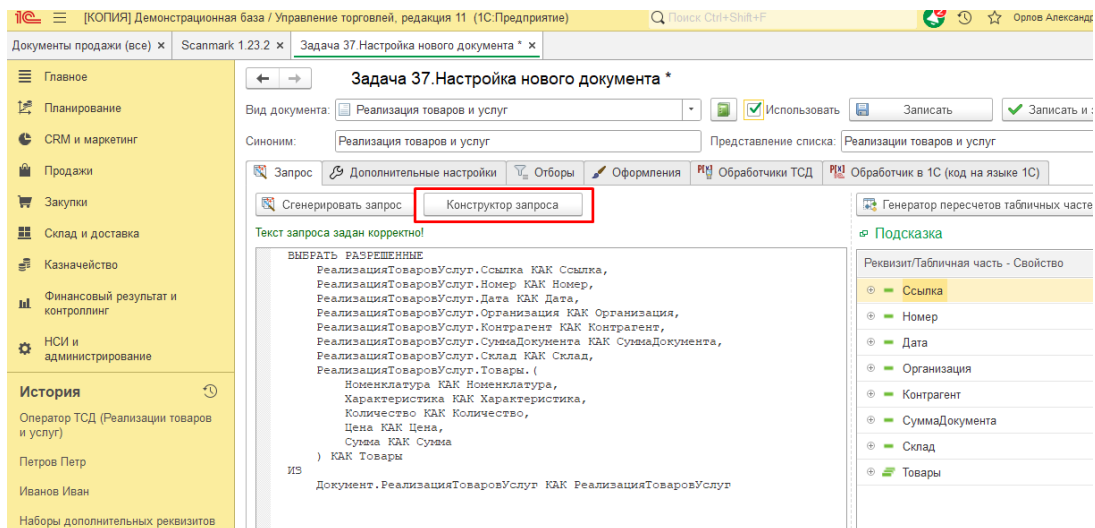 1С [КОПИЯ] Демонстрационная база / Управление торговлей, редакция 11 (1С:Предприятие) Поиск Ctrl+Shift+F Орлов Александр
Документы продажи (все) × Scanmark 1.23.2 × Задача 37.Настройка нового документа * ×
Главное
Планирование
CRM и маркетинг
Продажи
Закупки
Склад и доставка
Казначейство
Финансовый результат и
контроллинг
НСИ и
администрирование
История
Оператор ТСД (Реализации товаров
и услуг)
Петров Петр
Иванов Иван
Наборы дополнительных реквизитов
Задача 37.Настройка нового документа *
Вид документа: Реализация товаров и услуг Использовать Записать Записать и
Синоним: Реализация товаров и услуг Представление списка: Реализации товаров и услуг
Запрос Дополнительные настройки Отборы Оформления Обработчики ТСД Обработчик в 1С (код на языке 1С)
Сгенерировать запрос Конструктор запроса Генератор пересчетов табличных часте
Текст запроса задан корректно!
ВЫБРАТЬ РАЗРЕШЕННЫЕ
РеализацияТоваровУслуг.Ссылка КАК Ссылка,
РеализацияТоваровУслуг.Номер КАК Номер,
РеализацияТоваровУслуг.Дата КАК Дата,
РеализацияТоваровУслуг.Организация КАК Организация,
РеализацияТоваровУслуг.Контрагент КАК Контрагент,
РеализацияТоваровУслуг.СуммаДокумента КАК СуммаДокумента,
РеализацияТоваровУслуг.Склад КАК Склад,
РеализацияТоваровУслуг.Товары.(
Номенклатура КАК Номенклатура,
Характеристика КАК Характеристика,
Количество КАК Количество,
Цена КАК Цена,
Сумма КАК Сумма
) КАК Товары
ИЗ
Документ.РеализацияТоваровУслуг КАК РеализацияТоваровУслуг
Подсказка
Реквизит/Табличная часть - Свойство
Ссылка
Номер
Дата
Организация
Контрагент
СуммаДокумента
Склад
Товары